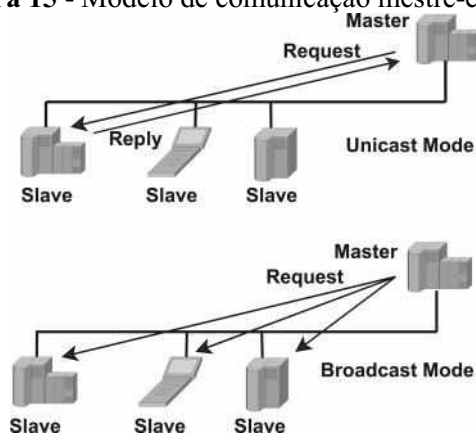 a 15 - Modelo de comunicação mestre-
Master
Request
Reply
Unicast Mode
Slave Slave Slave
Master
Request
Broadcast Mode
Slave Slave Slave